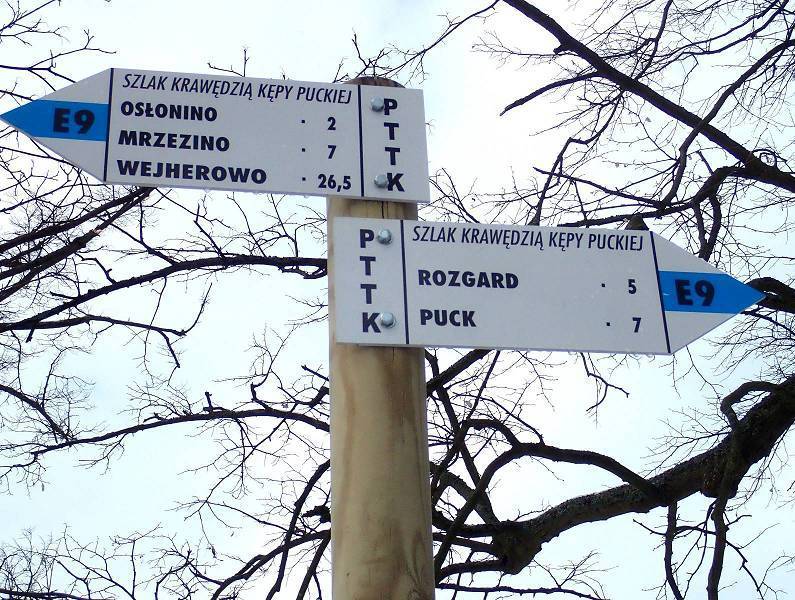 SZLAK KRAWĘDZIĄ KĘPY PUCKIEJ
E9
OSŁONINO · 2
MRZEZINO · 7
WEJHEROWO · 26,5
PTTK
SZLAK KRAWĘDZIĄ KĘPY PUCKIEJ
PTTK
ROZGARD · 5
PUCK · 7
E9